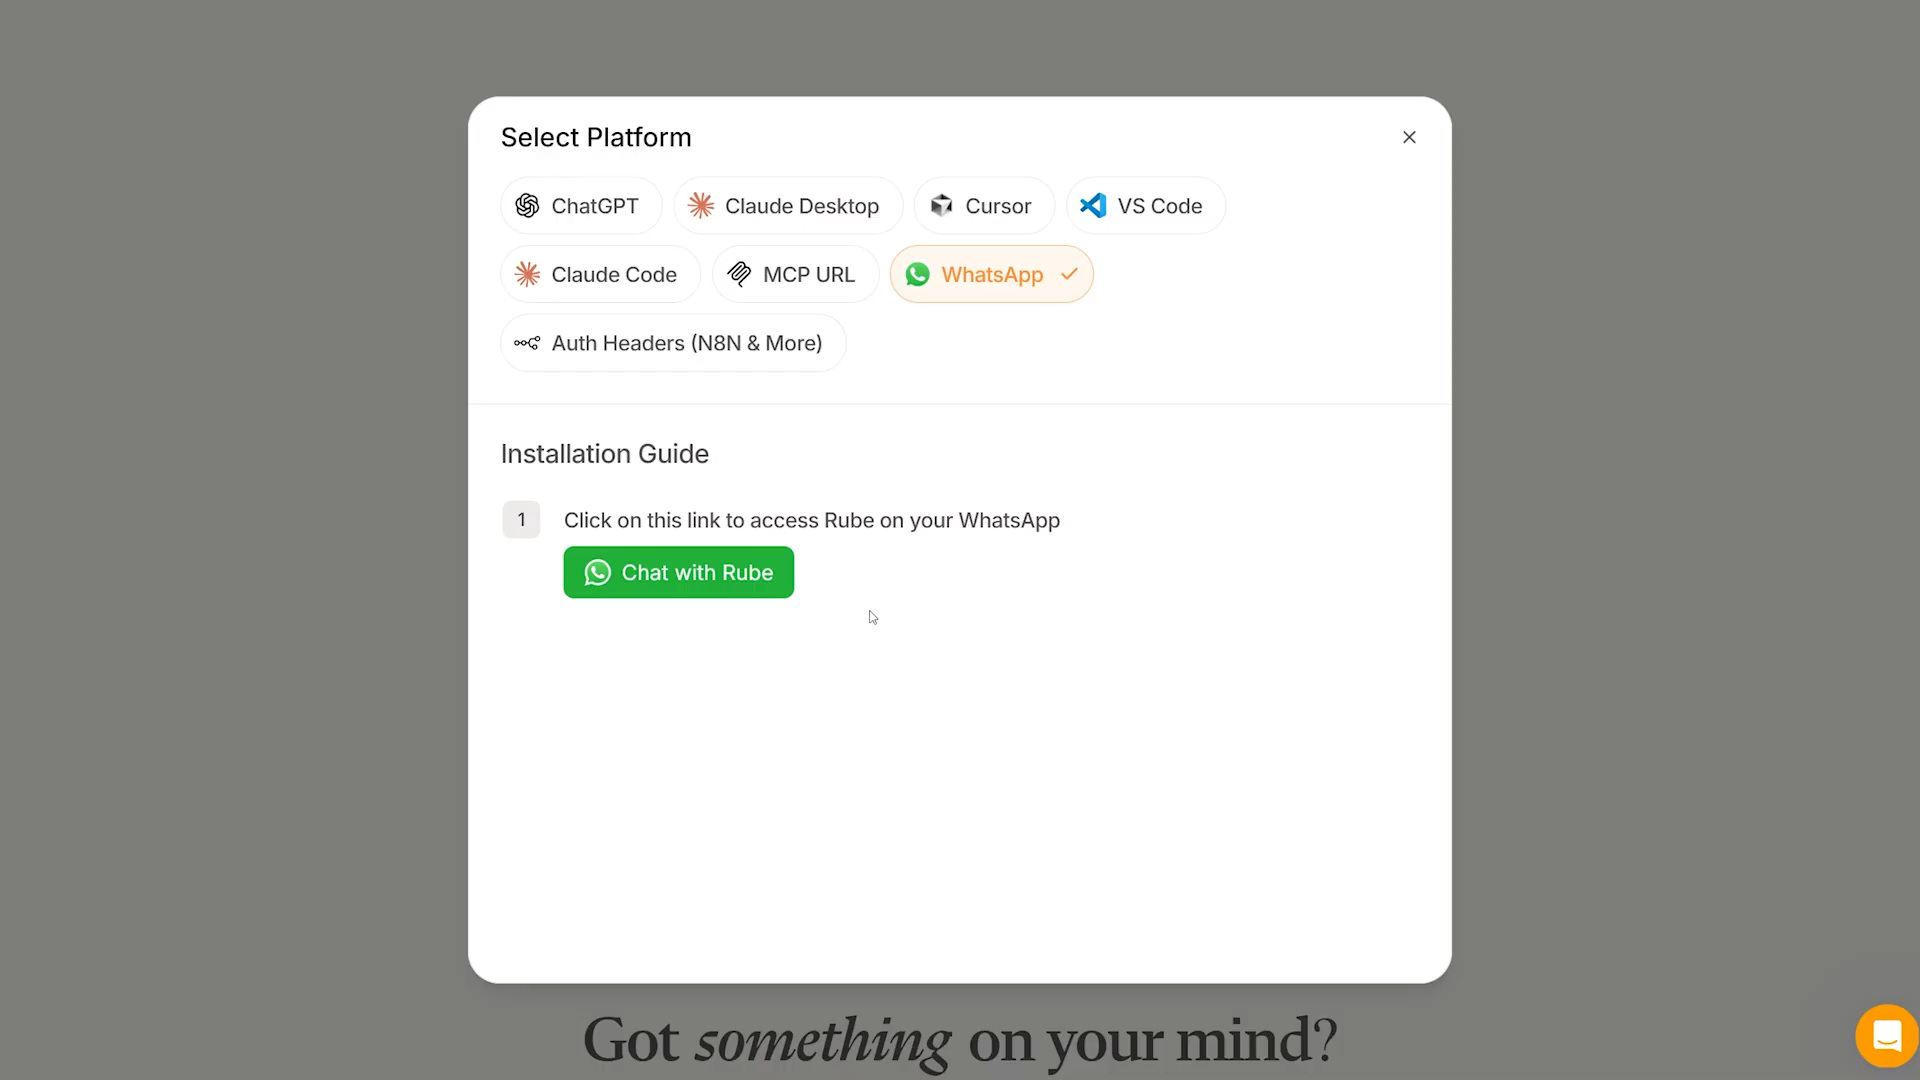 Select Platform
ChatGPT
Claude Desktop
Cursor
VS Code
Claude Code
MCP URL
WhatsApp
Auth Headers (N8N & More)
Installation Guide
1
Click on this link to access Rube on your WhatsApp
Chat with Rube
Got something on your mind?